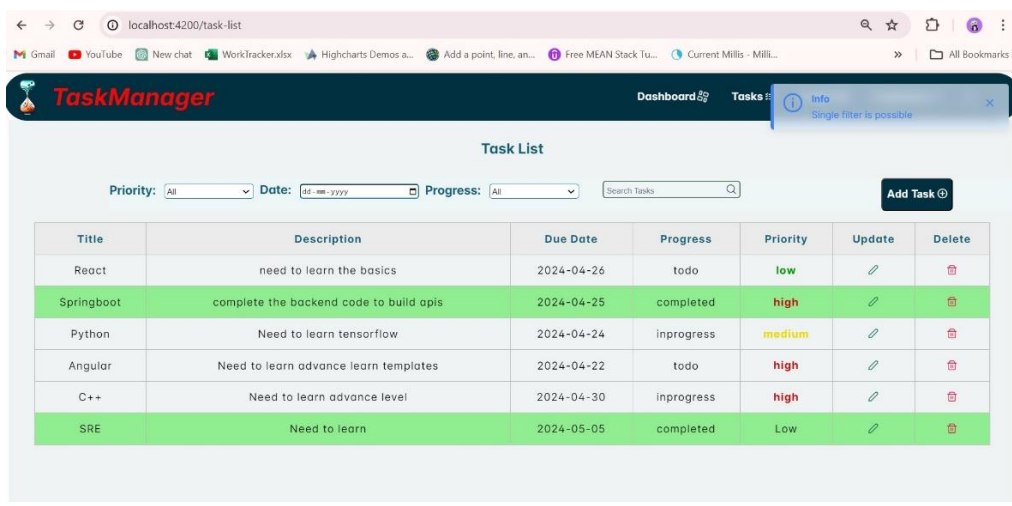 localhost:4200/task-list
Gmail YouTube New chat WorkTracker.xlsx Highcharts Demos a... Add a point, line, an... Free MEAN Stack Tu... Current Millis - Milli... » All Bookmarks
TaskManager Dashboard Tasks
Info
Single filter is possible
Task List
Priority: All Date: dd-mm-yyyy Progress: All Search Tasks Add Task
Title Description Due Date Progress Priority Update Delete
React need to learn the basics 2024-04-26 todo low
Springboot complete the backend code to build apis 2024-04-25 completed high
Python Need to learn tensorflow 2024-04-24 inprogress medium
Angular Need to learn advance learn templates 2024-04-22 todo high
C++ Need to learn advance level 2024-04-30 inprogress high
SRE Need to learn 2024-05-05 completed Low